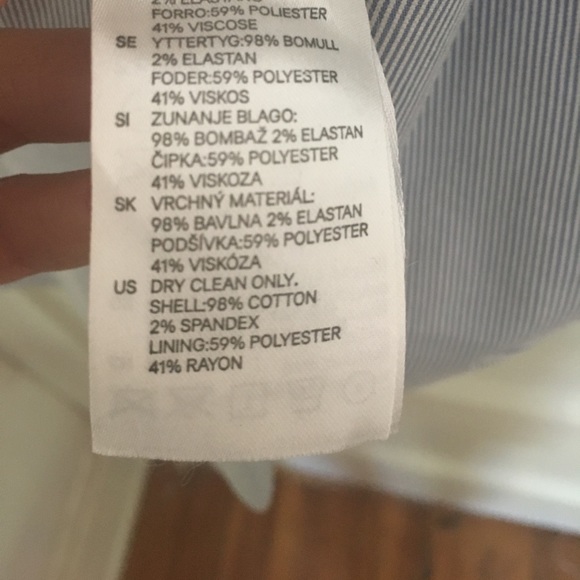 2% ELASTANO
FORRO:59% POLIESTER
41% VISCOSE
SE YTTERTYG:98% BOMULL
2% ELASTAN
FODER:59% POLYESTER
41% VISKOS
SI ZUNANJE BLAGO:
98% BOMBAŽ 2% ELASTAN
ČIPKA:59% POLYESTER
41% VISKOZA
SK VRCHNÝ MATERIÁL:
98% BAVLNA 2% ELASTAN
PODŠÍVKA:59% POLYESTER
41% VISKÓZA
US DRY CLEAN ONLY.
SHELL:98% COTTON
2% SPANDEX
LINING:59% POLYESTER
41% RAYON